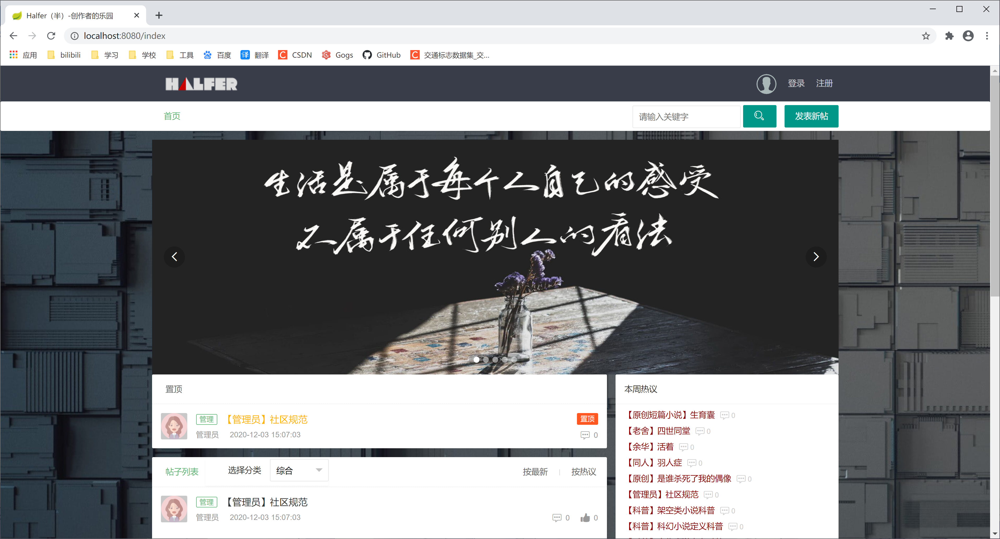 Halfer（半）-创作者的乐园
localhost:8080/index
应用 bilibili 学习 学校 工具 百度 翻译 CSDN Gogs GitHub 交通标志数据集_交...
HALFER
登录 注册
首页
请输入关键字
发表新帖
生活是属于每个人自己的感受
不属于任何别人的看法
置顶
管理 【管理员】社区规范 置顶
管理员 2020-12-03 15:07:03 0
帖子列表 选择分类 综合 按最新 按热议
管理 【管理员】社区规范
管理员 2020-12-03 15:07:03 0 0
本周热议
【原创短篇小说】生育囊 0
【老舍】四世同堂 0
【余华】活着 0
【同人】羽人症 0
【原创】是谁杀死了我的偶像 0
【管理员】社区规范 0
【科普】架空类小说科普 0
【科普】科幻小说定义科普 0